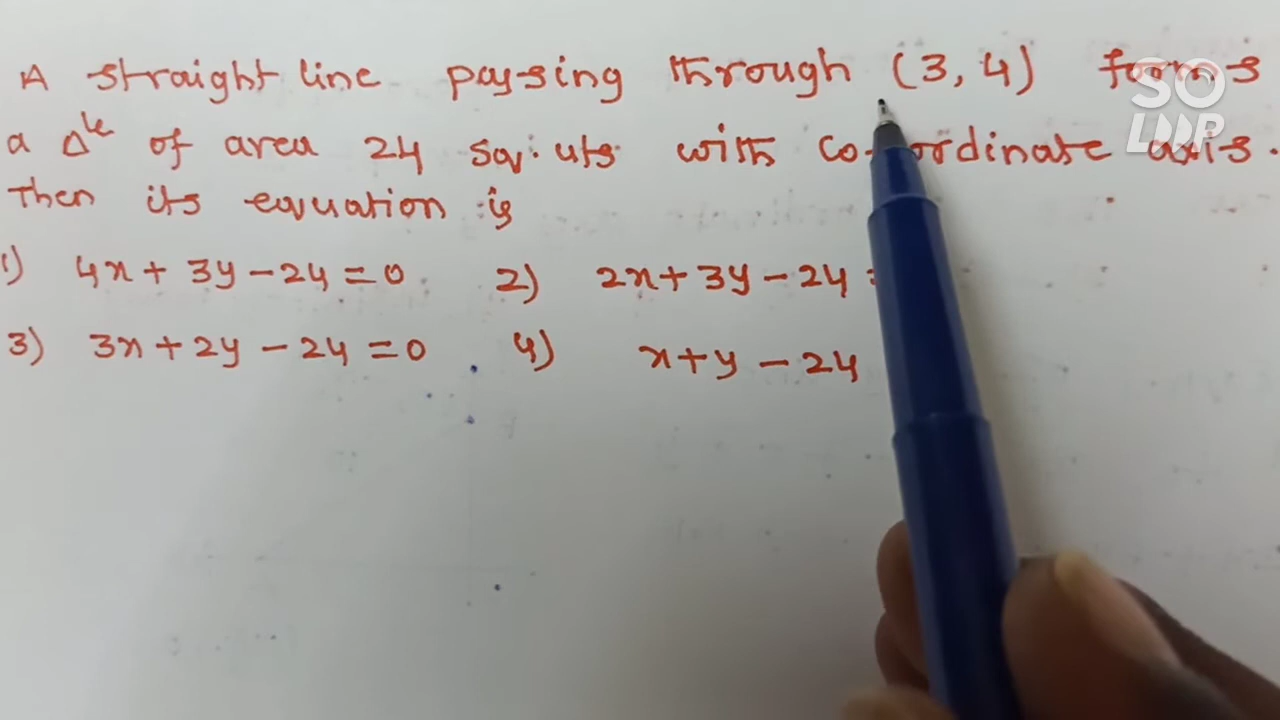 A straight line passing through (3,4) forms
a Δle of area 24 sq.uts with co-ordinate axis.
Then its equation is
1) 4x + 3y - 24 = 0 2) 2x + 3y - 24 =
3) 3x + 2y - 24 = 0 4) x + y - 24
SO LOOP